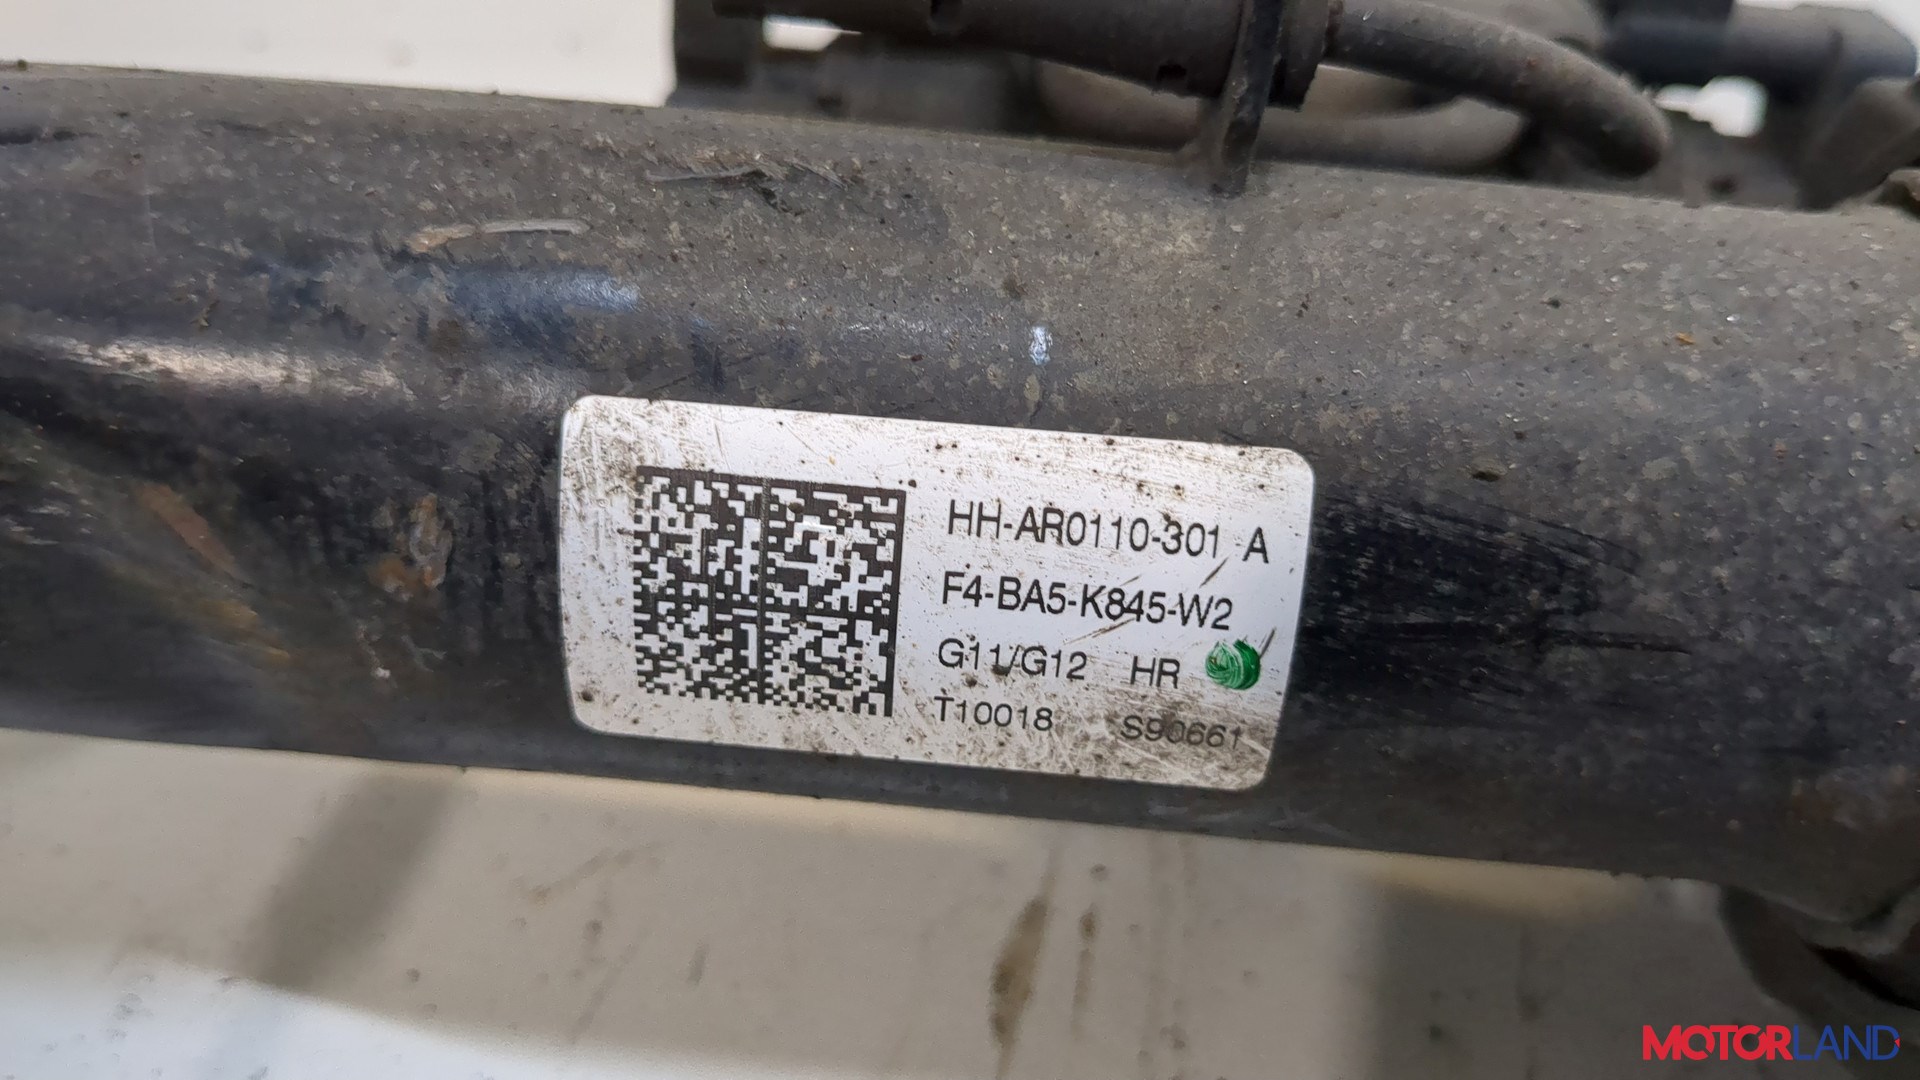 HH-AR0110-301 A
F4-BA5-K845-W2
G11/G12 HR
T10018 S90661
MOTORLAND